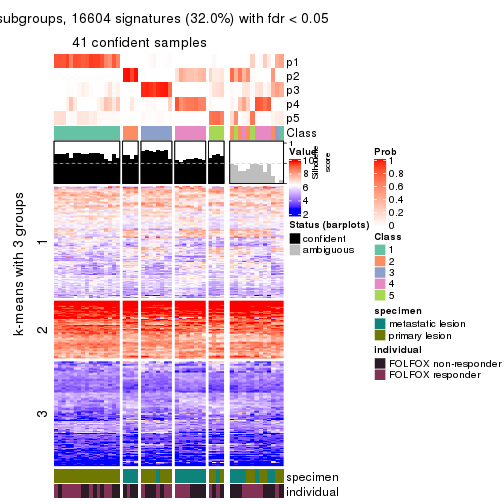 subgroups, 16604 signatures (32.0%) with fdr < 0.05
41 confident samples
p1
p2
p3
p4
p5
Class
1
Silhouette
score
Value
10
8
6
4
2
Status (barplots)
confident
ambiguous
Prob
1
0.8
0.6
0.4
0.2
0
Class
1
2
3
4
5
specimen
metastatic lesion
primary lesion
individual
FOLFOX non-responder
FOLFOX responder
k-means with 3 groups
1
2
3
specimen
individual